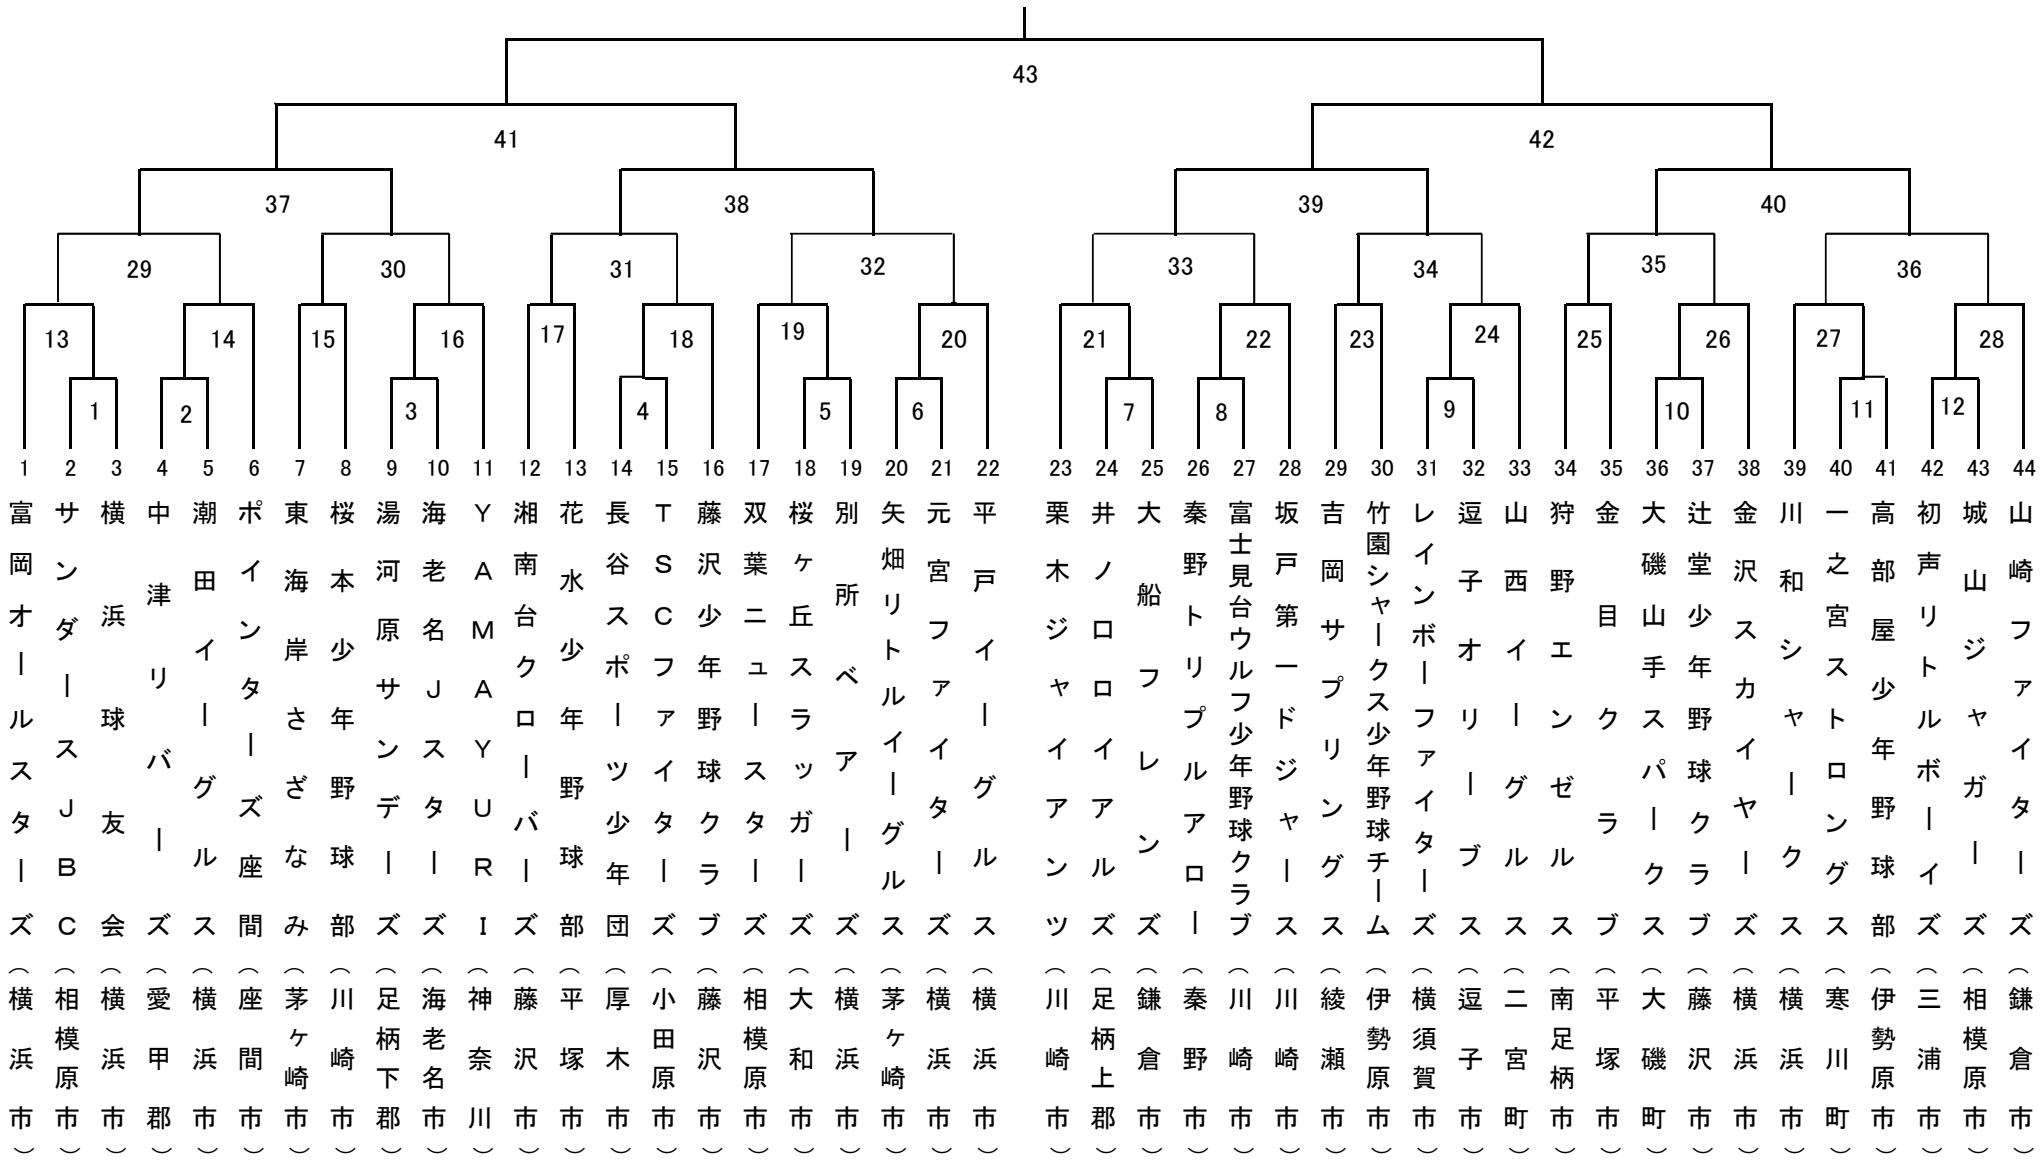 43
41
42
37
38
39
40
29
30
31
32
33
34
35
36
13
14
15
16
17
18
19
20
21
22
23
24
25
26
27
28
1
2
3
4
5
6
7
8
9
10
11
12
1 富岡オールスターズ（横浜市）
2 サンダースJBC（相模原市）
3 横浜球友会（横浜市）
4 中津リバーズ（愛甲郡）
5 潮田イーグルス（横浜市）
6 ポインターズ座間（座間市）
7 東海岸さざなみ（茅ヶ崎市）
8 桜本少年野球部（川崎市）
9 湯河原サンデーズ（足柄下郡）
10 海老名Jスターズ（海老名市）
11 YAMAYURI（神奈川）
12 湘南台クローバーズ（藤沢市）
13 花水少年野球部（平塚市）
14 長谷スポーツ少年団（厚木市）
15 TSCファイターズ（小田原市）
16 藤沢少年野球クラブ（藤沢市）
17 双葉ニュースターズ（相模原市）
18 桜ヶ丘スラッガーズ（大和市）
19 別所ベアーズ（横浜市）
20 矢畑リトルイーグルス（茅ヶ崎市）
21 元宮ファイターズ（横浜市）
22 平戸イーグルス（横浜市）
23 栗木ジャイアンツ（川崎市）
24 井ノ口ロイアルズ（足柄上郡）
25 大船フレンズ（鎌倉市）
26 秦野トリプルアロー（秦野市）
27 富士見台ウルフ少年野球クラブ（川崎市）
28 坂戸第一ドジャース（川崎市）
29 吉岡サプリングス（綾瀬市）
30 竹園シャークス少年野球チーム（伊勢原市）
31 レインボーファイターズ（横須賀市）
32 逗子オリーブス（逗子市）
33 山西イーグルス（二宮町）
34 狩野エンゼルス（南足柄市）
35 金目クラブ（平塚市）
36 大磯山手スパークス（大磯町）
37 辻堂少年野球クラブ（藤沢市）
38 金沢スカイヤーズ（横浜市）
39 川和シャークス（横浜市）
40 一之宮ストロングス（寒川町）
41 高部屋少年野球部（伊勢原市）
42 初声リトルボーイズ（三浦市）
43 城山ジャガーズ（相模原市）
44 山崎ファイターズ（鎌倉市）